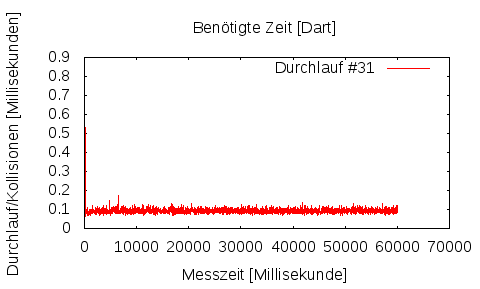 Benötigte Zeit [Dart]
Durchlauf/Kollisionen [Millisekunden]
0.9
0.8
0.7
0.6
0.5
0.4
0.3
0.2
0.1
0
Durchlauf #31
0 10000 20000 30000 40000 50000 60000 70000
Messzeit [Millisekunde]